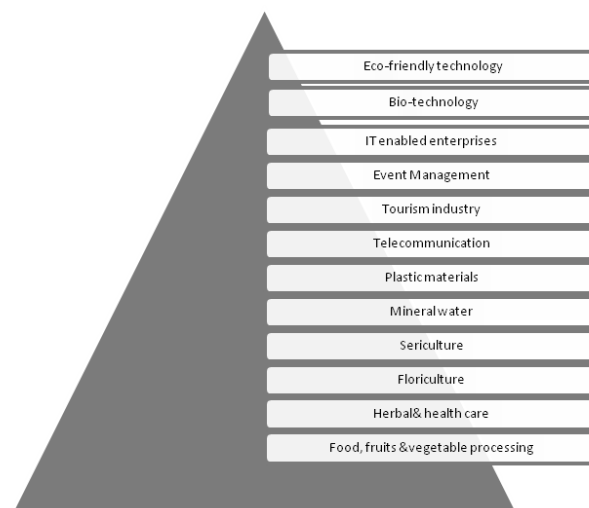 Eco-friendly technology
Bio-technology
IT enabled enterprises
Event Management
Tourism industry
Telecommunication
Plastic materials
Mineral water
Sericulture
Floriculture
Herbal& health care
Food, fruits &vegetable processing